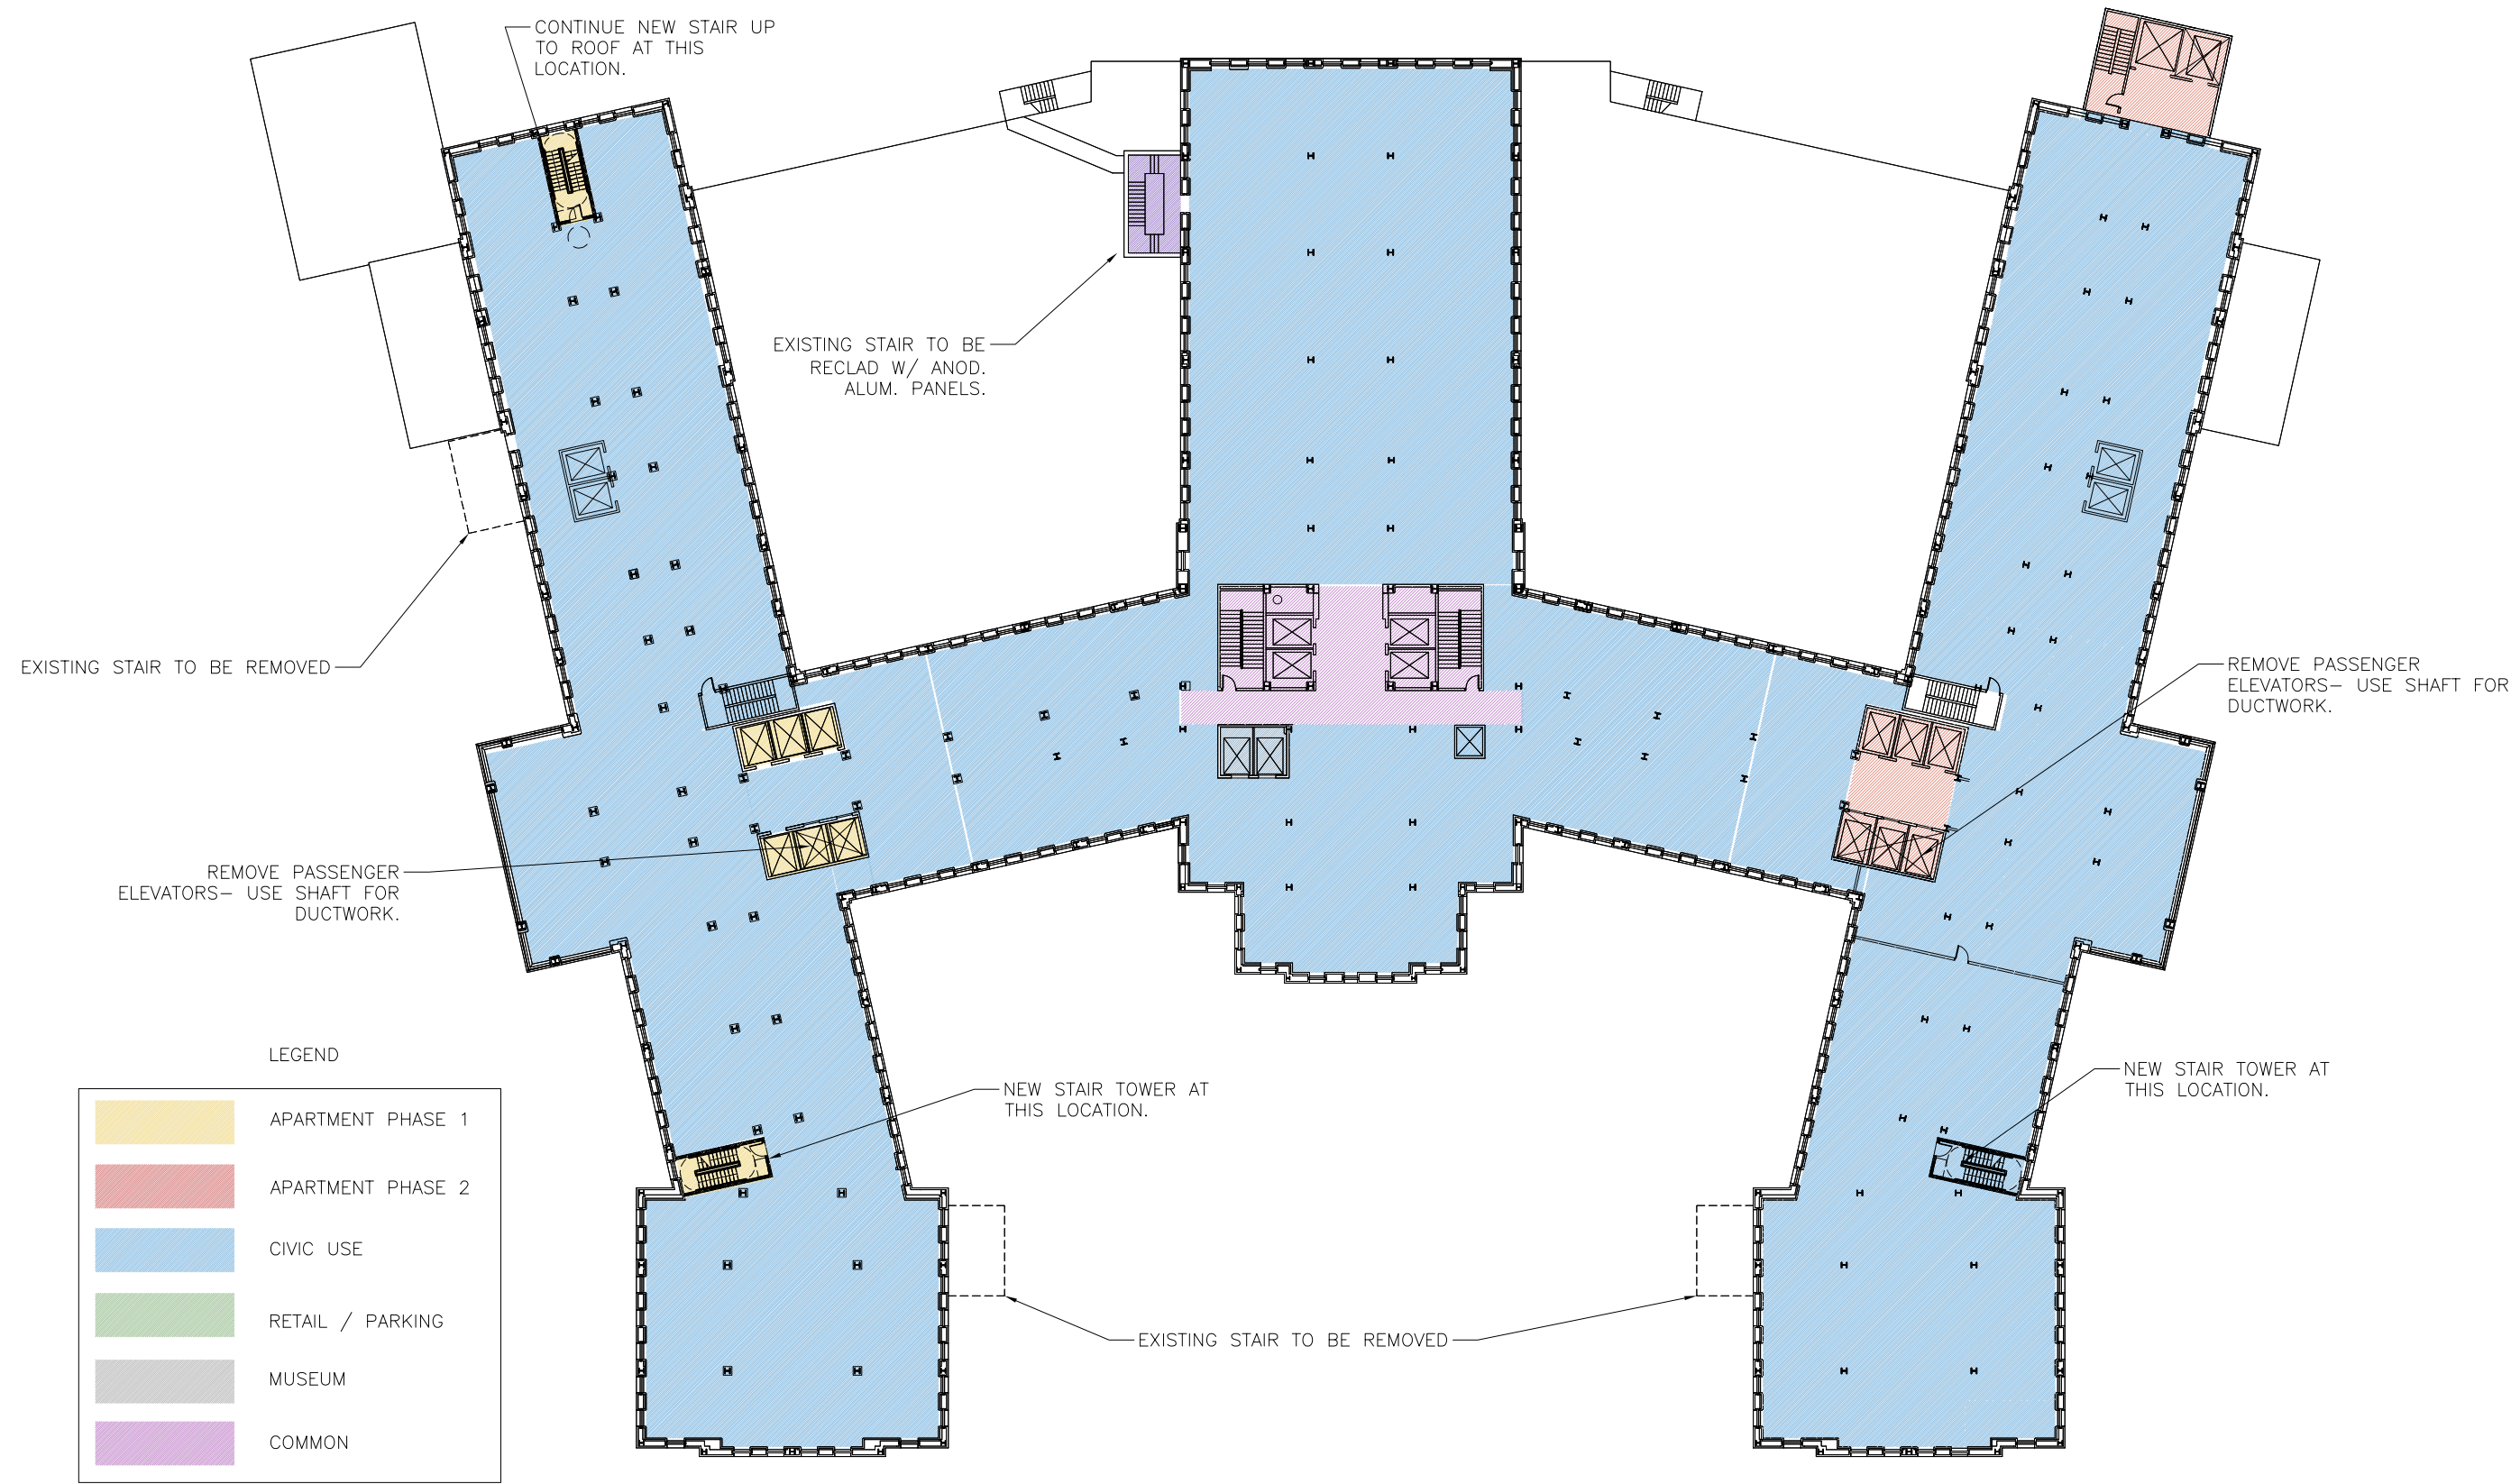 CONTINUE NEW STAIR UP
TO ROOF AT THIS
LOCATION.
EXISTING STAIR TO BE
RECLAD W/ ANOD.
ALUM. PANELS.
EXISTING STAIR TO BE REMOVED
REMOVE PASSENGER
ELEVATORS- USE SHAFT FOR
DUCTWORK.
REMOVE PASSENGER
ELEVATORS- USE SHAFT FOR
DUCTWORK.
NEW STAIR TOWER AT
THIS LOCATION.
NEW STAIR TOWER AT
THIS LOCATION.
EXISTING STAIR TO BE REMOVED
LEGEND
APARTMENT PHASE 1
APARTMENT PHASE 2
CIVIC USE
RETAIL / PARKING
MUSEUM
COMMON